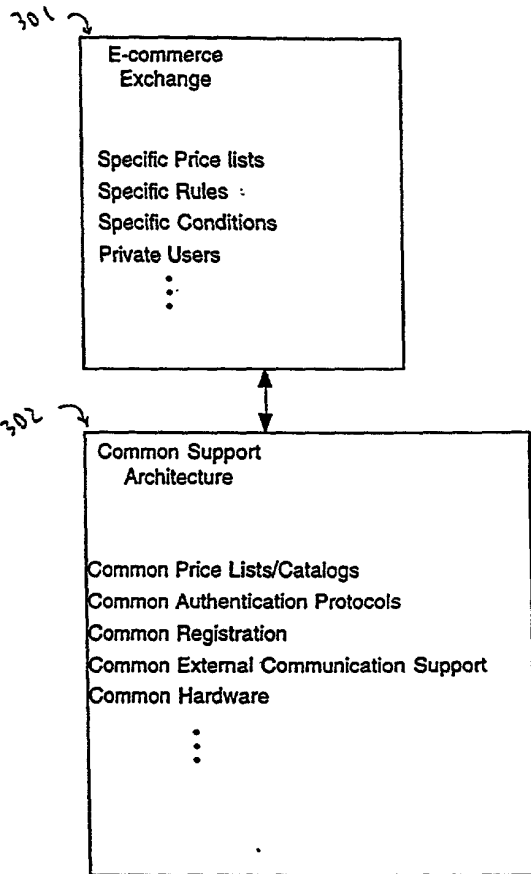 301
E-commerce
Exchange
Specific Price lists
Specific Rules
Specific Conditions
Private Users
302
Common Support
Architecture
Common Price Lists/Catalogs
Common Authentication Protocols
Common Registration
Common External Communication Support
Common Hardware